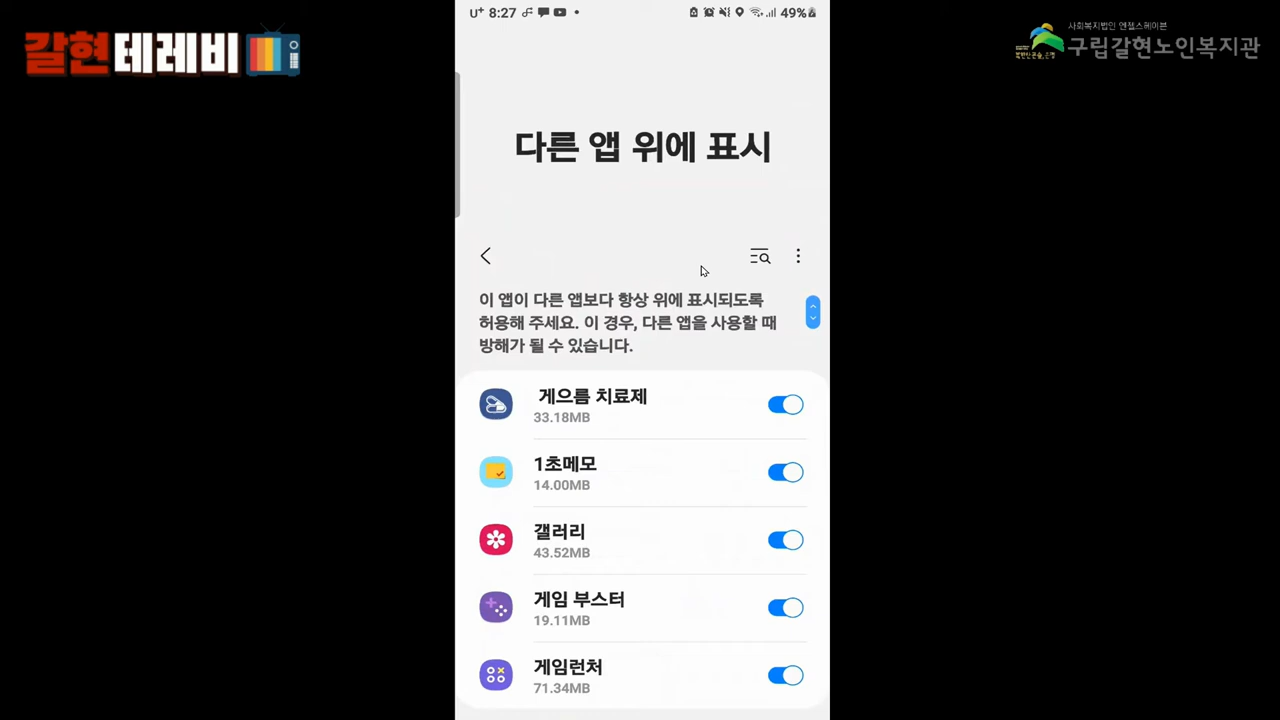 U+ 8:27
49%
갈현테레비
사회복지법인 엔젤스헤이븐
구립갈현노인복지관
다른 앱 위에 표시
이 앱이 다른 앱보다 항상 위에 표시되도록
허용해 주세요. 이 경우, 다른 앱을 사용할 때
방해가 될 수 있습니다.
게으름 치료제
33.18MB
1초메모
14.00MB
갤러리
43.52MB
게임 부스터
19.11MB
게임런처
71.34MB